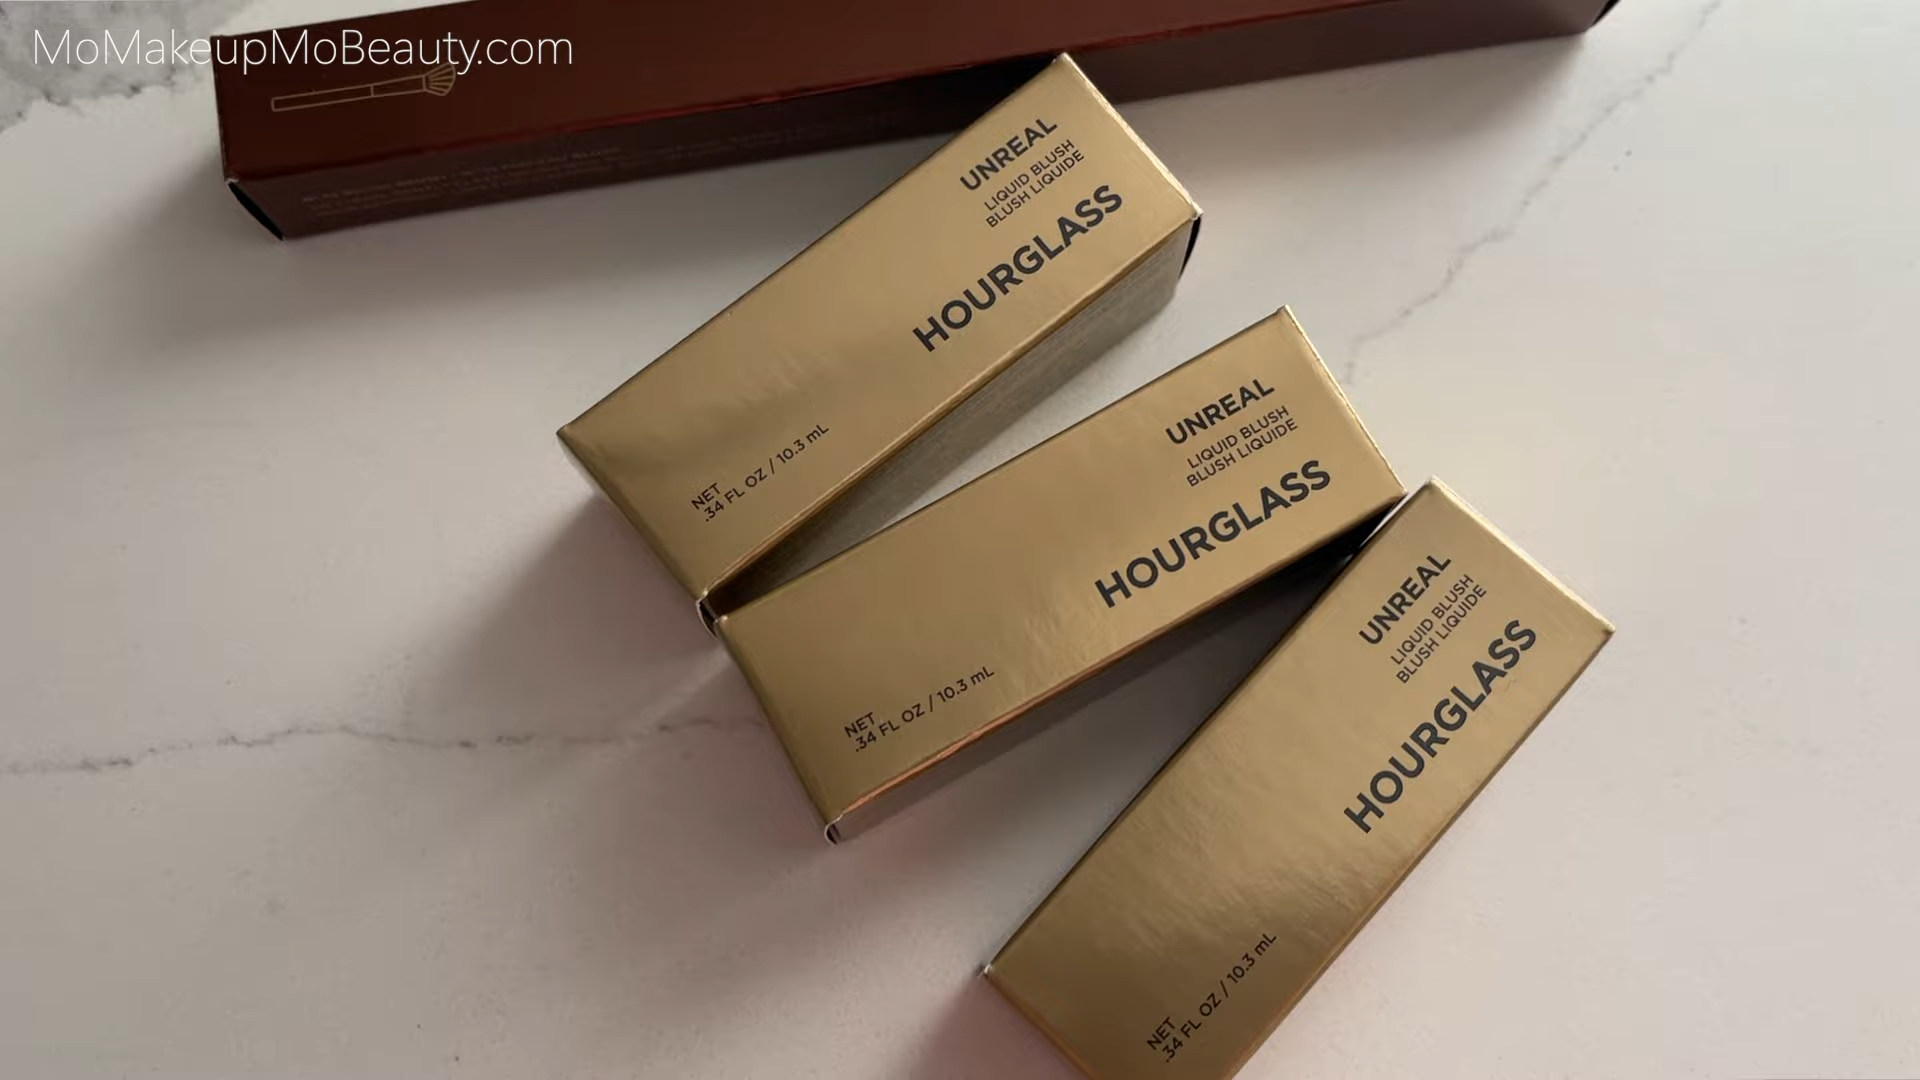 MoMakeupMoBeauty.com
UNREAL
LIQUID BLUSH
BLUSH LIQUIDE
HOURGLASS
NET
.34 FL OZ / 10.3 mL
UNREAL
LIQUID BLUSH
BLUSH LIQUIDE
HOURGLASS
NET
.34 FL OZ / 10.3 mL
UNREAL
LIQUID BLUSH
BLUSH LIQUIDE
HOURGLASS
NET
.34 FL OZ / 10.3 mL